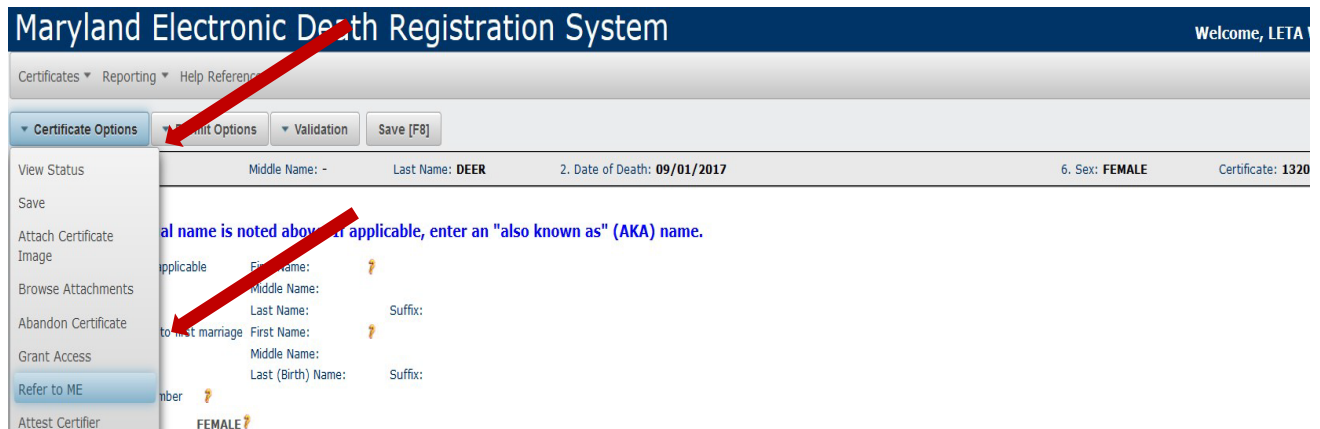 Maryland Electronic Death Registration System
Welcome, LETA
Certificates Reporting Help Reference
Certificate Options Options Validation Save [F8]
View Status
Middle Name: - Last Name: DEER 2. Date of Death: 09/01/2017 6. Sex: FEMALE Certificate: 1320
Save
al name is noted above. If applicable, enter an "also known as" (AKA) name.
Attach Certificate
Image
applicable First Name:
Middle Name:
Browse Attachments
Last Name: Suffix:
Abandon Certificate
to first marriage First Name:
Middle Name:
Grant Access
Last (Birth) Name: Suffix:
Refer to ME
mber
Attest Certifier
FEMALE